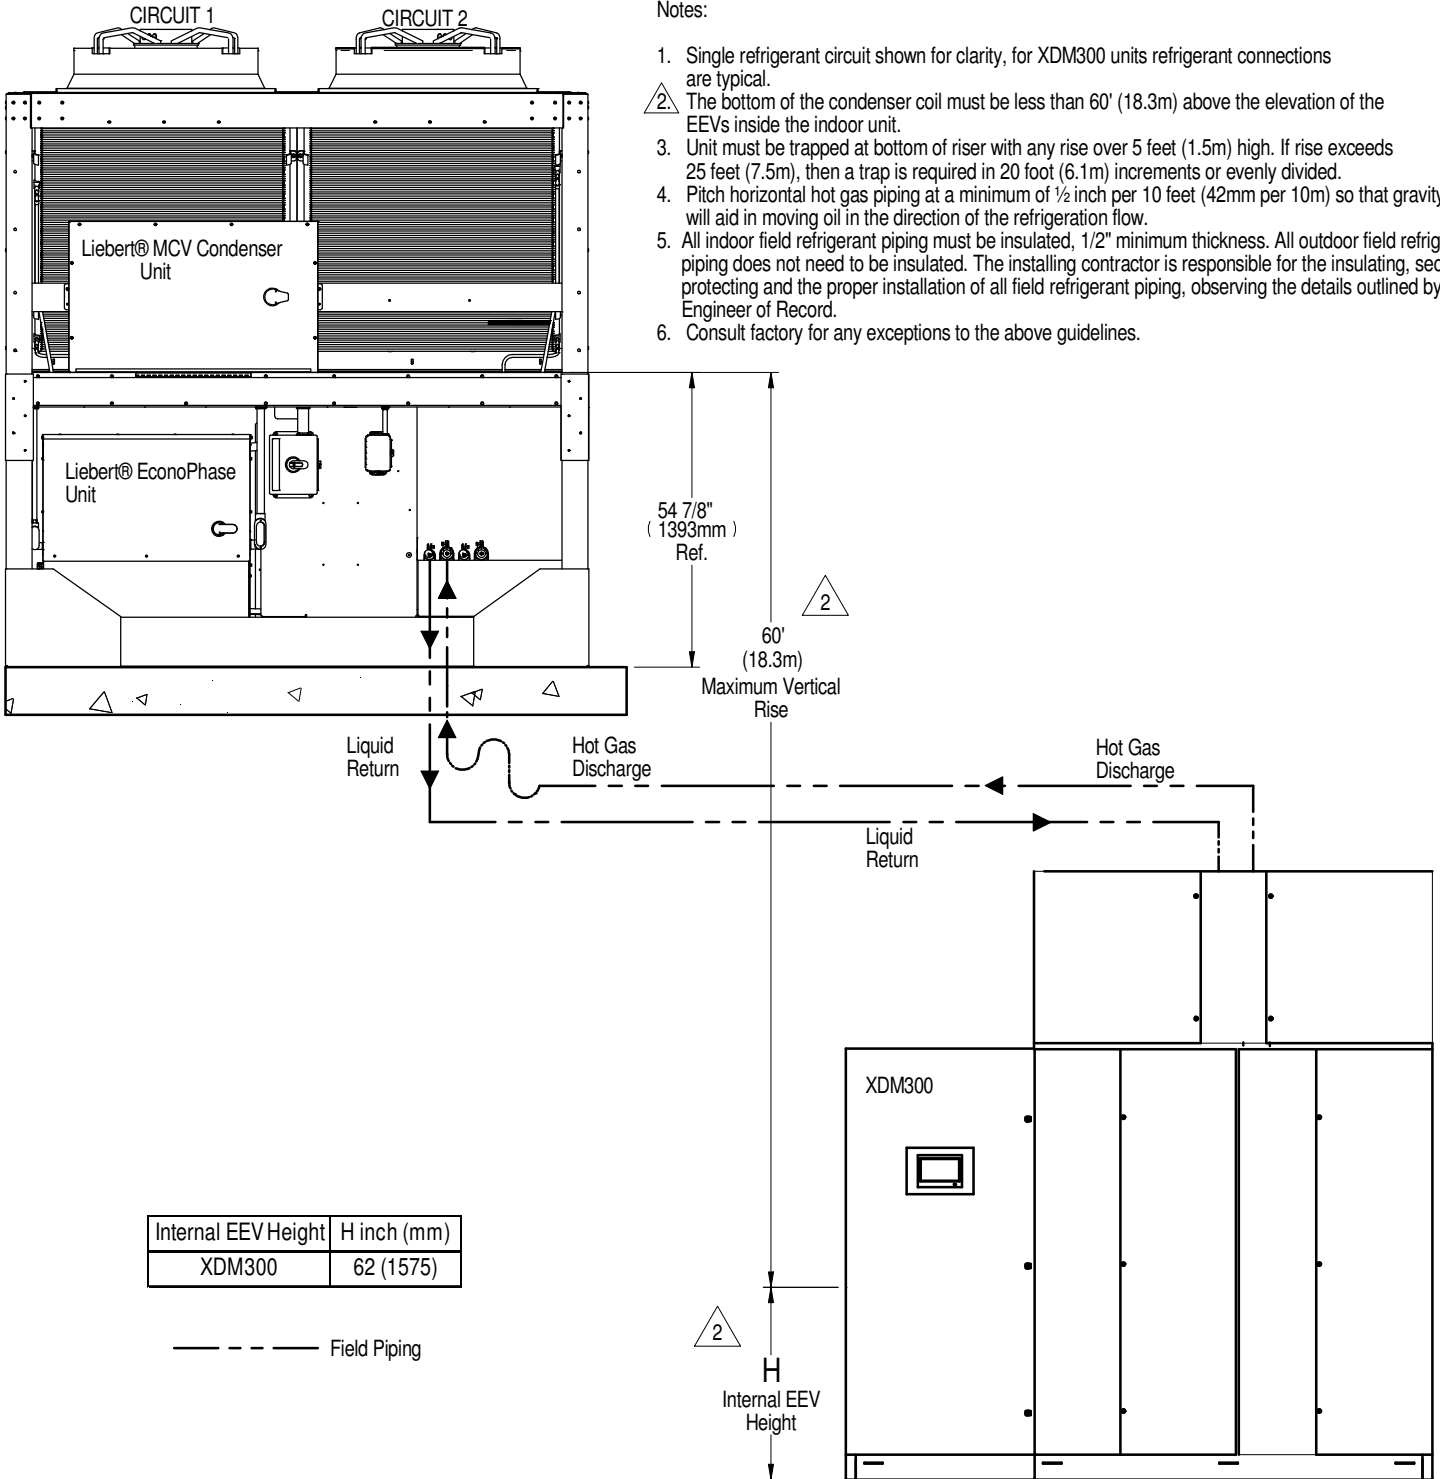 CIRCUIT 1
CIRCUIT 2
Notes:
1. Single refrigerant circuit shown for clarity, for XDM300 units refrigerant connections
are typical.
2. The bottom of the condenser coil must be less than 60' (18.3m) above the elevation of the
EEVs inside the indoor unit.
3. Unit must be trapped at bottom of riser with any rise over 5 feet (1.5m) high. If rise exceeds
25 feet (7.5m), then a trap is required in 20 foot (6.1m) increments or evenly divided.
4. Pitch horizontal hot gas piping at a minimum of ½ inch per 10 feet (42mm per 10m) so that gravity
will aid in moving oil in the direction of the refrigeration flow.
5. All indoor field refrigerant piping must be insulated, 1/2" minimum thickness. All outdoor field refrig
piping does not need to be insulated. The installing contractor is responsible for the insulating, sec
protecting and the proper installation of all field refrigerant piping, observing the details outlined by
Engineer of Record.
6. Consult factory for any exceptions to the above guidelines.
Liebert® MCV Condenser
Unit
Liebert® EconoPhase
Unit
54 7/8"
(1393mm)
Ref.
2
60'
(18.3m)
Maximum Vertical
Rise
Liquid
Return
Hot Gas
Discharge
Hot Gas
Discharge
Liquid
Return
XDM300
Internal EEV Height H inch (mm)
XDM300 62 (1575)
Field Piping
2
H
Internal EEV
Height